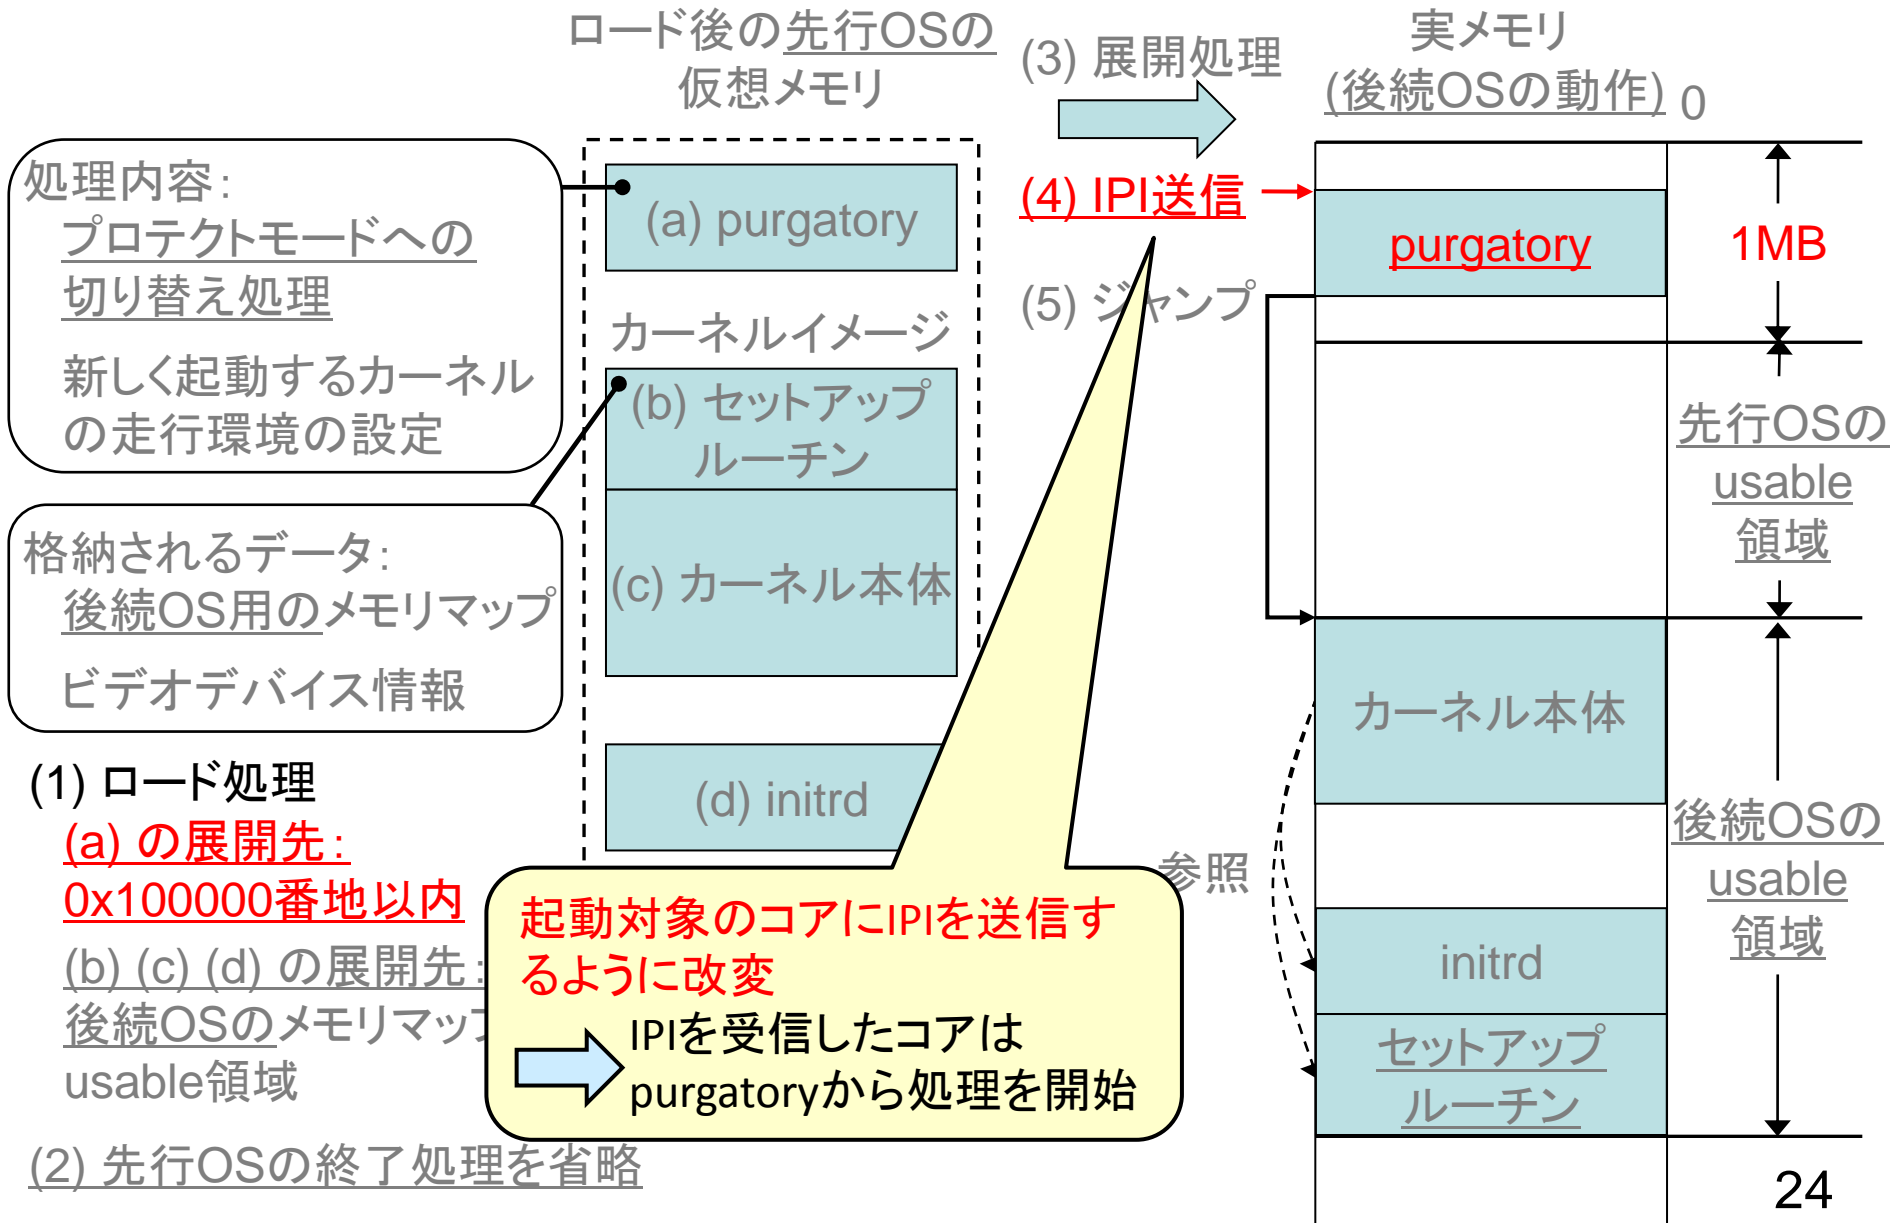 ロード後の先行OSの
仮想メモリ
(3) 展開処理
実メモリ
(後続OSの動作)
0
処理内容:
プロテクトモードへの
切り替え処理
新しく起動するカーネル
の走行環境の設定
(a) purgatory
(4) IPI送信
purgatory
1MB
(5) ジャンプ
カーネルイメージ
(b) セットアップ
ルーチン
(c) カーネル本体
先行OSの
usable
領域
格納されるデータ:
後続OS用のメモリマップ
ビデオデバイス情報
カーネル本体
(1) ロード処理
(a) の展開先:
0x100000番地以内
(b) (c) (d) の展開先:
後続OSのメモリマップ
usable領域
(d) initrd
参照
後続OSの
usable
領域
起動対象のコアにIPIを送信す
るように改変
IPIを受信したコアは
purgatoryから処理を開始
initrd
セットアップ
ルーチン
(2) 先行OSの終了処理を省略
24